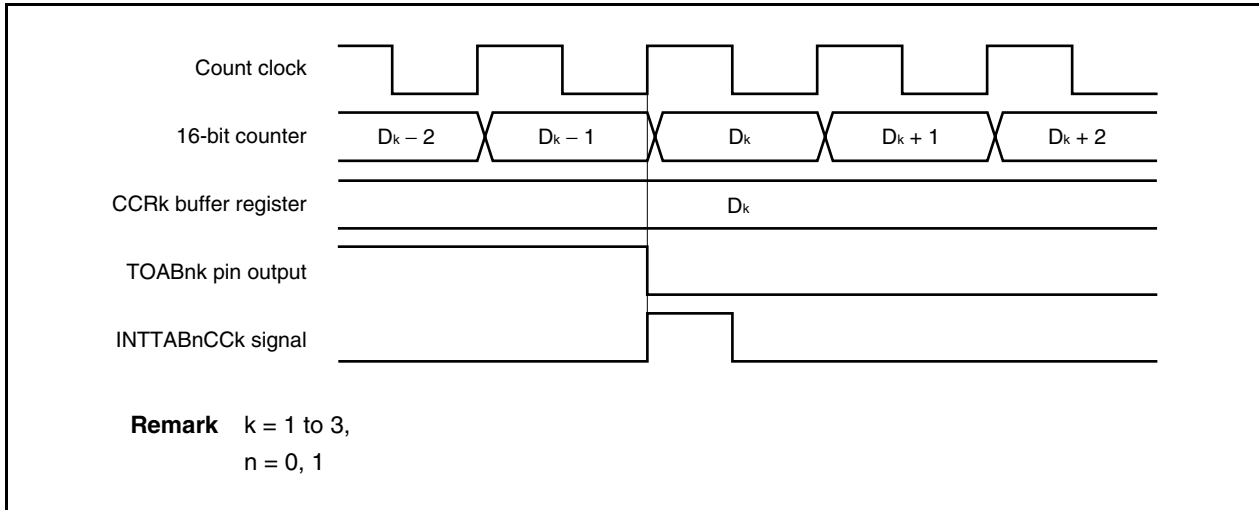 Count clock
16-bit counter
Dₖ − 2
Dₖ − 1
Dₖ
Dₖ + 1
Dₖ + 2
CCRk buffer register
Dₖ
TOABnk pin output
INTTABnCCk signal
Remark k = 1 to 3,
n = 0, 1